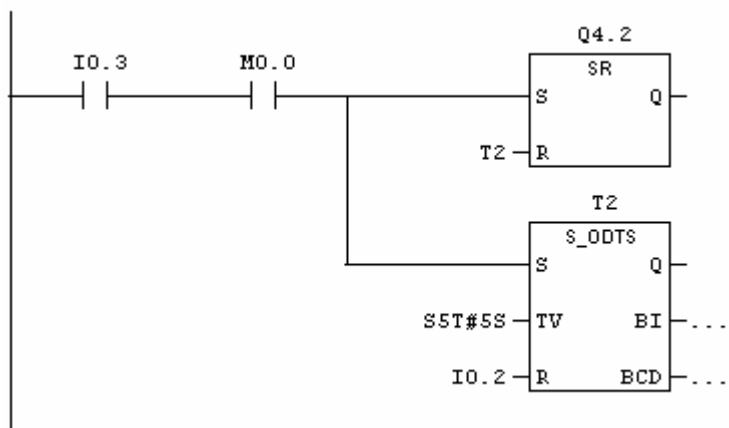 Q4.2
I0.3 M0.0 SR
S Q
T2 R
T2
S_ODTS
S Q
S5T#5S TV BI ...
I0.2 R BCD ...